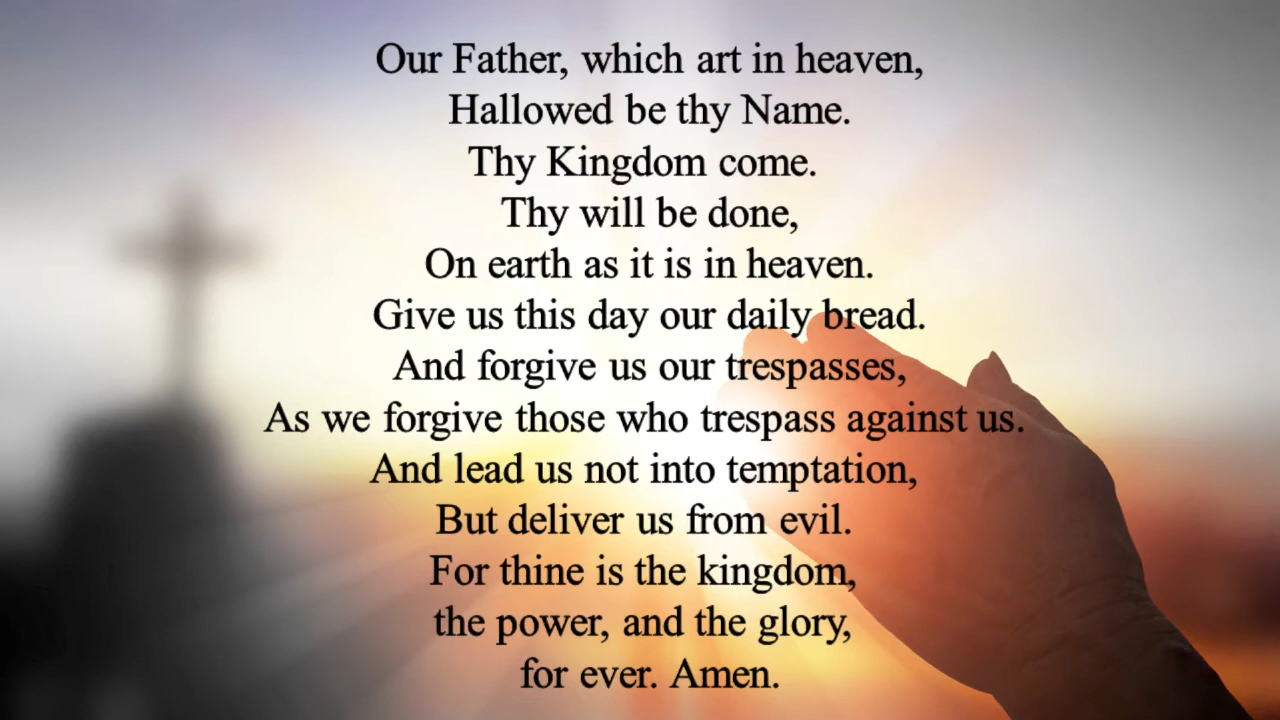 Our Father, which art in heaven,
Hallowed be thy Name.
Thy Kingdom come.
Thy will be done,
On earth as it is in heaven.
Give us this day our daily bread.
And forgive us our trespasses,
As we forgive those who trespass against us.
And lead us not into temptation,
But deliver us from evil.
For thine is the kingdom,
the power, and the glory,
for ever. Amen.